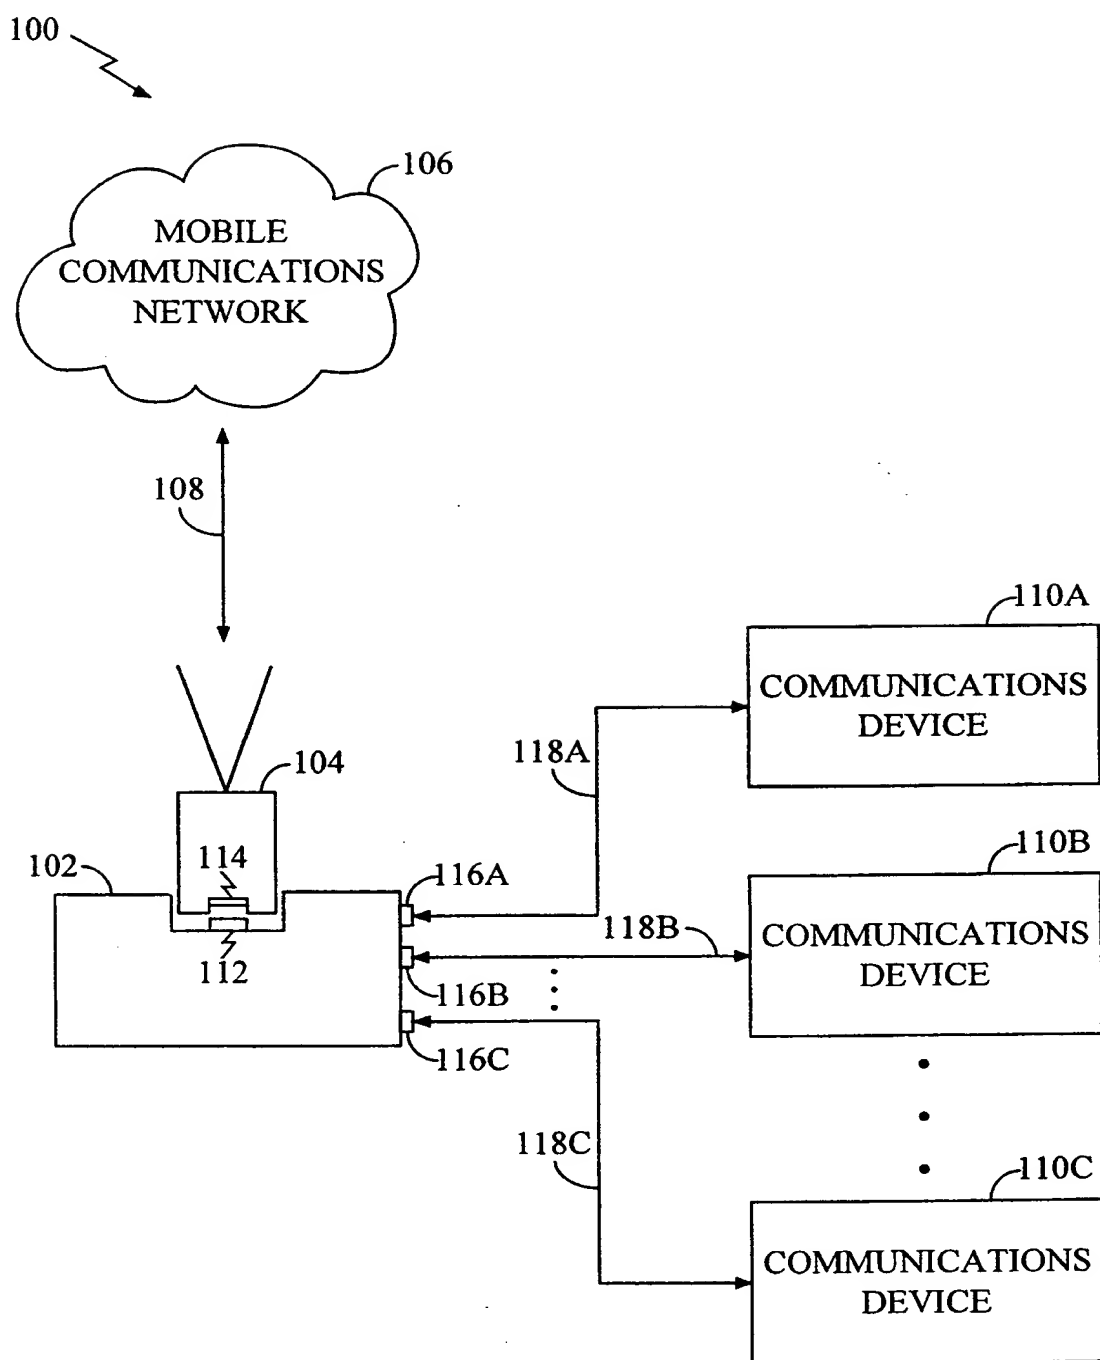 100
106
MOBILE
COMMUNICATIONS
NETWORK
108
110A
COMMUNICATIONS
DEVICE
118A
104
114
102
116A
110B
118B
COMMUNICATIONS
DEVICE
112
116B
116C
118C
110C
COMMUNICATIONS
DEVICE